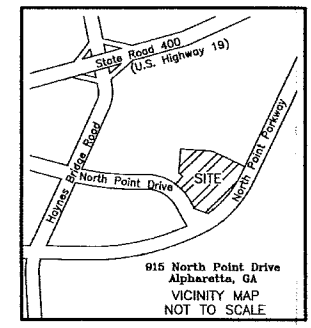 State Road 400
(U.S. Highway 19)
Haynes Bridge Road
North Point Drive
SITE
North Point Parkway
915 North Point Drive
Alpharetta, GA
VICINITY MAP
NOT TO SCALE